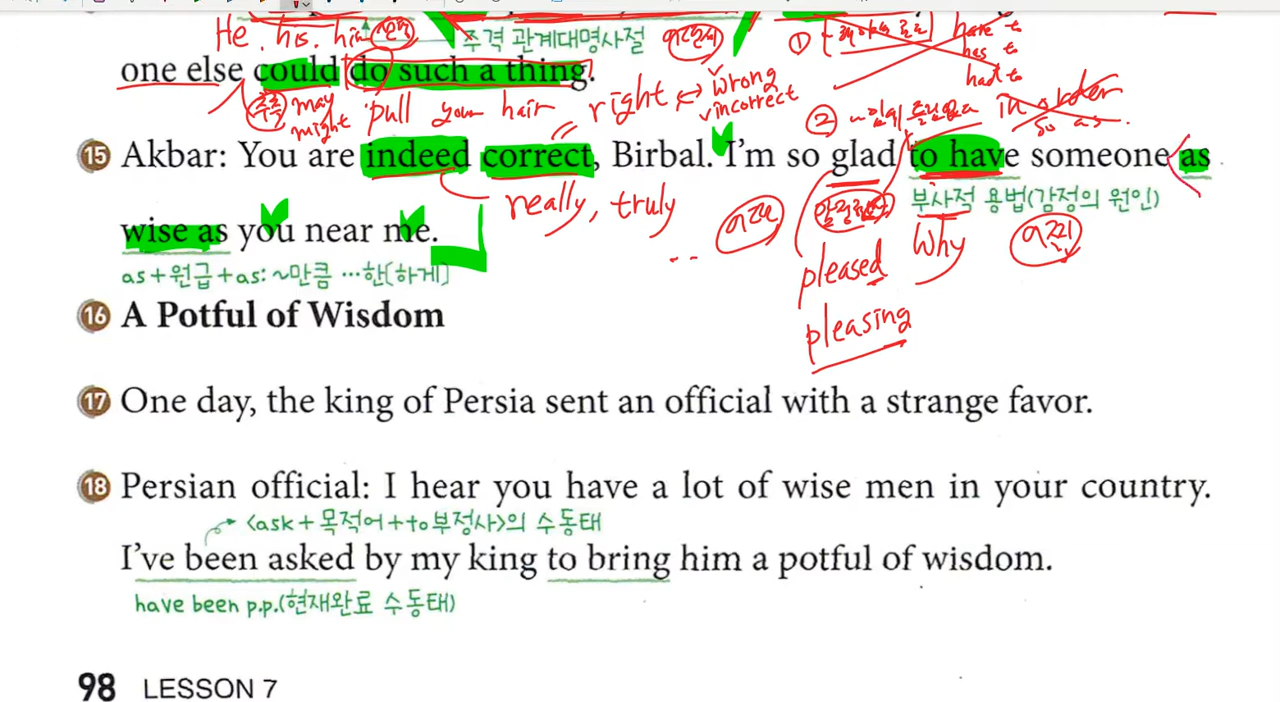 He. his. him
주격 관계대명사절
①
have to
has to
had to
one else could do such a thing.
추측 may
might
pull your hair
right ↔ wrong
incorrect
②
in order
so as
⑮ Akbar: You are indeed correct, Birbal. I'm so glad to have someone as
부사적 용법(감정의 원인)
really, truly
wise as you near me.
why
as+원급+as: ~만큼 …한[하게]
pleased
pleasing
⑯ A Potful of Wisdom
⑰ One day, the king of Persia sent an official with a strange favor.
⑱ Persian official: I hear you have a lot of wise men in your country.
<ask+목적어+to부정사>의 수동태
I've been asked by my king to bring him a potful of wisdom.
have been p.p.(현재완료 수동태)
98 LESSON 7